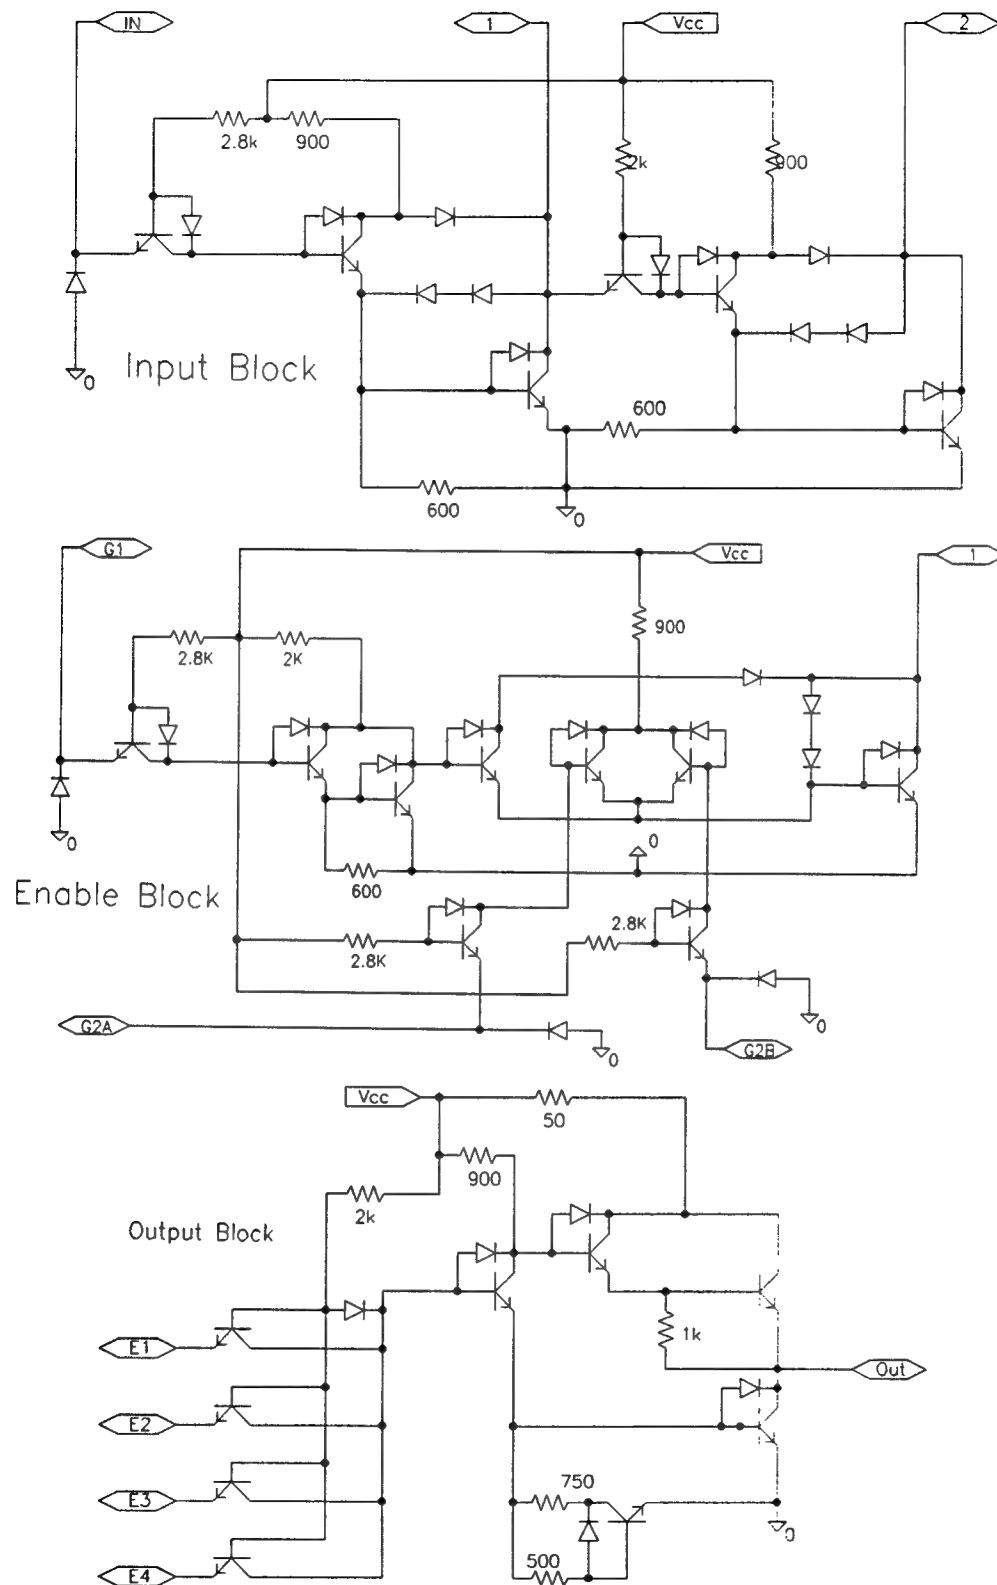 IN
1
Vcc
2
2.8k
900
2k
900
Input Block
0
600
600
0
G1
Vcc
1
2.8K
2K
900
0
0
600
Enable Block
2.8K
2.8K
G2A
0
0
G2B
Vcc
50
900
2k
Output Block
E1
1k
Out
E2
E3
750
0
500
E4